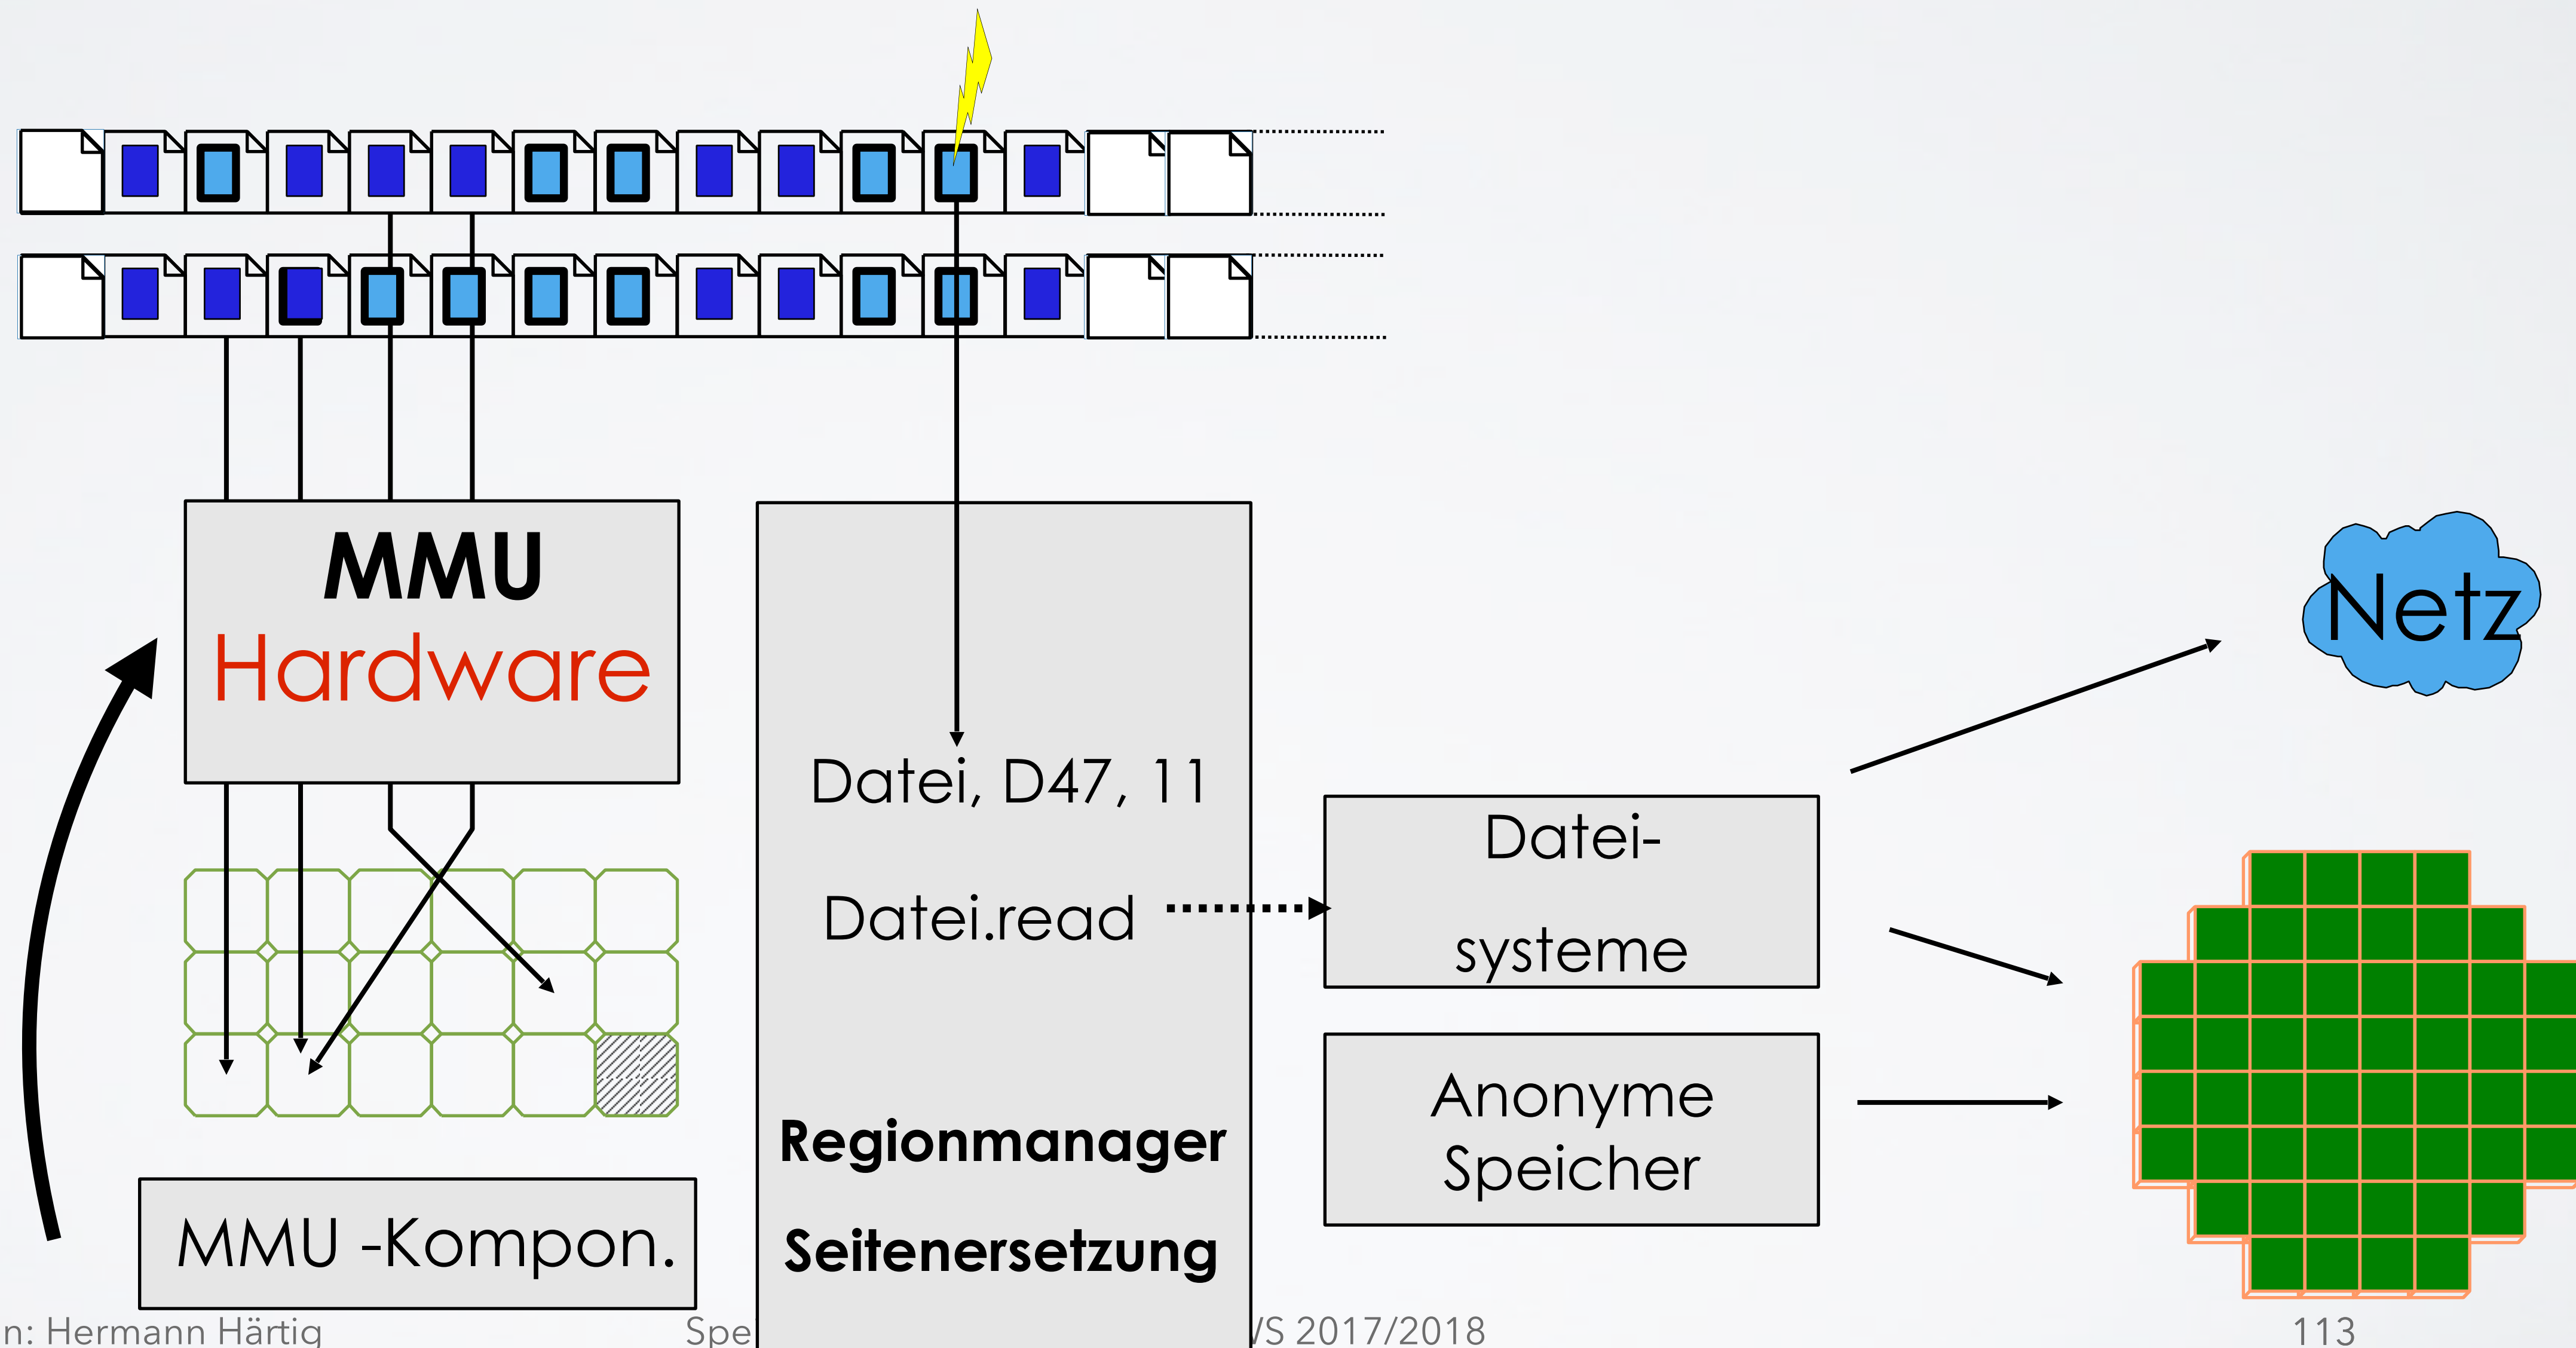 MMU
Hardware
Netz
Datei, D47, 11
Datei.read
Datei-
systeme
Anonyme
Speicher
Regionmanager
Seitenersetzung
MMU -Kompon.
n: Hermann Härtig
Spe
WS 2017/2018
113